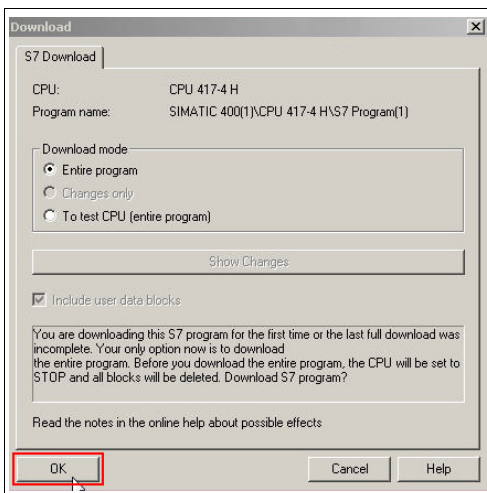 Download
S7 Download
CPU: CPU 417-4 H
Program name: SIMATIC 400(1)\CPU 417-4 H\S7 Program(1)
Download mode
Entire program
Changes only
To test CPU (entire program)
Show Changes
Include user data blocks
You are downloading this S7 program for the first time or the last full download was
incomplete. Your only option now is to download
the entire program. Before you download the entire program, the CPU will be set to
STOP and all blocks will be deleted. Download S7 program?
Read the notes in the online help about possible effects
OK Cancel Help